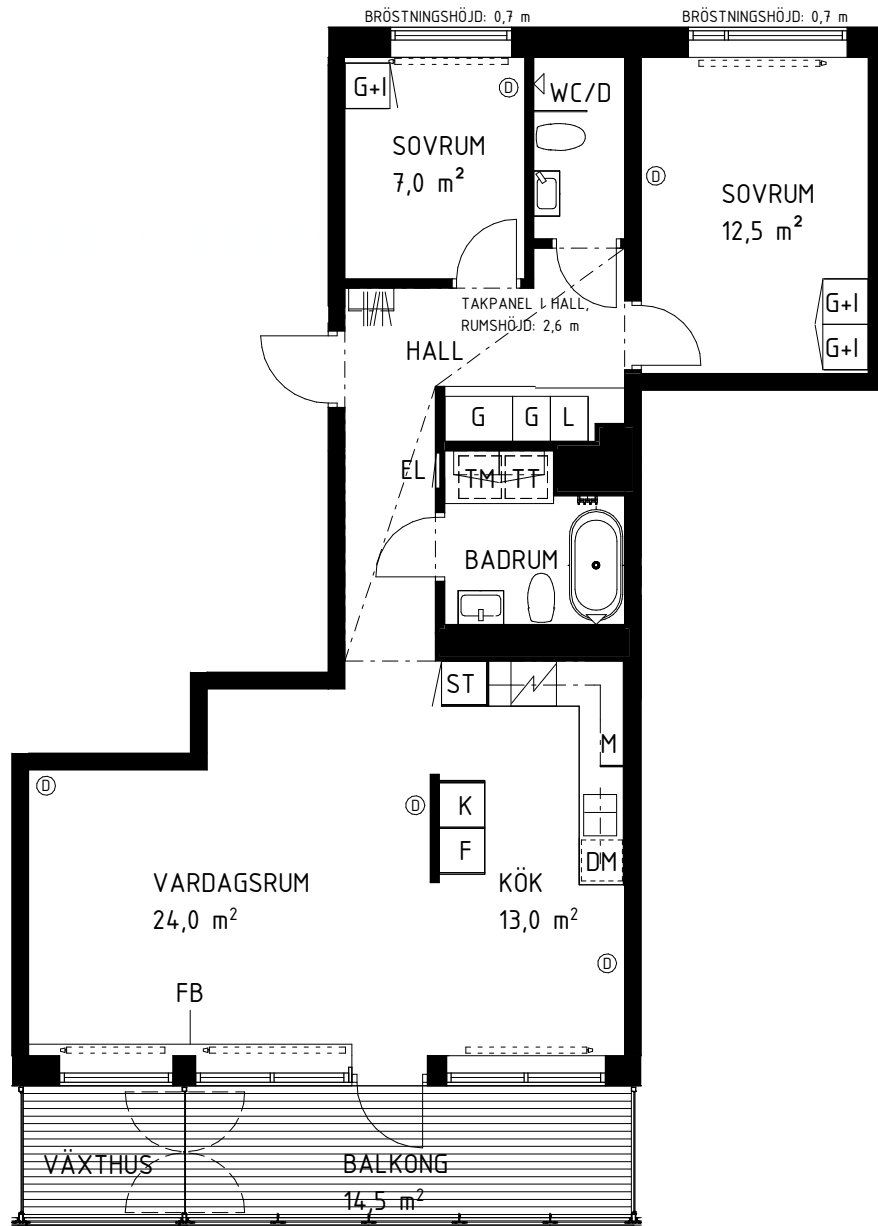 BRÖSTNINGSHÖJD: 0,7 m
BRÖSTNINGSHÖJD: 0,7 m
G+I
D
WC/D
SOVRUM
7,0 m²
D
SOVRUM
12,5 m²
TAKPANEL I HALL,
RUMSHÖJD: 2,6 m
HALL
G+I
G+I
G
G
L
EL
TM
TT
BADRUM
ST
M
D
D
K
F
DM
VARDAGSRUM
24,0 m²
KÖK
13,0 m²
D
FB
VÄXTHUS
BALKONG
14,5 m²